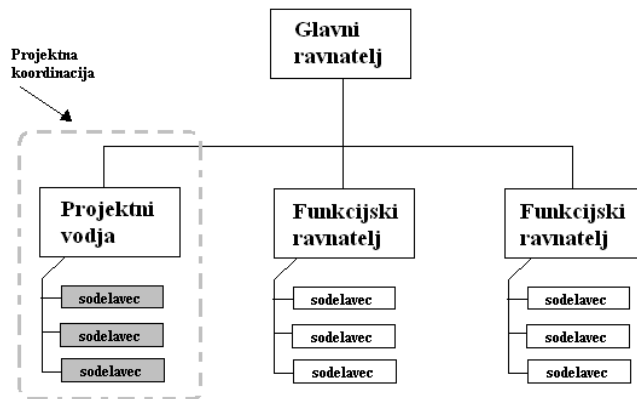 Glavni
ravnatelj
Projektna
koordinacija
Projektni
vodja
sodelavec
sodelavec
sodelavec
Funkcijski
ravnatelj
sodelavec
sodelavec
sodelavec
Funkcijski
ravnatelj
sodelavec
sodelavec
sodelavec